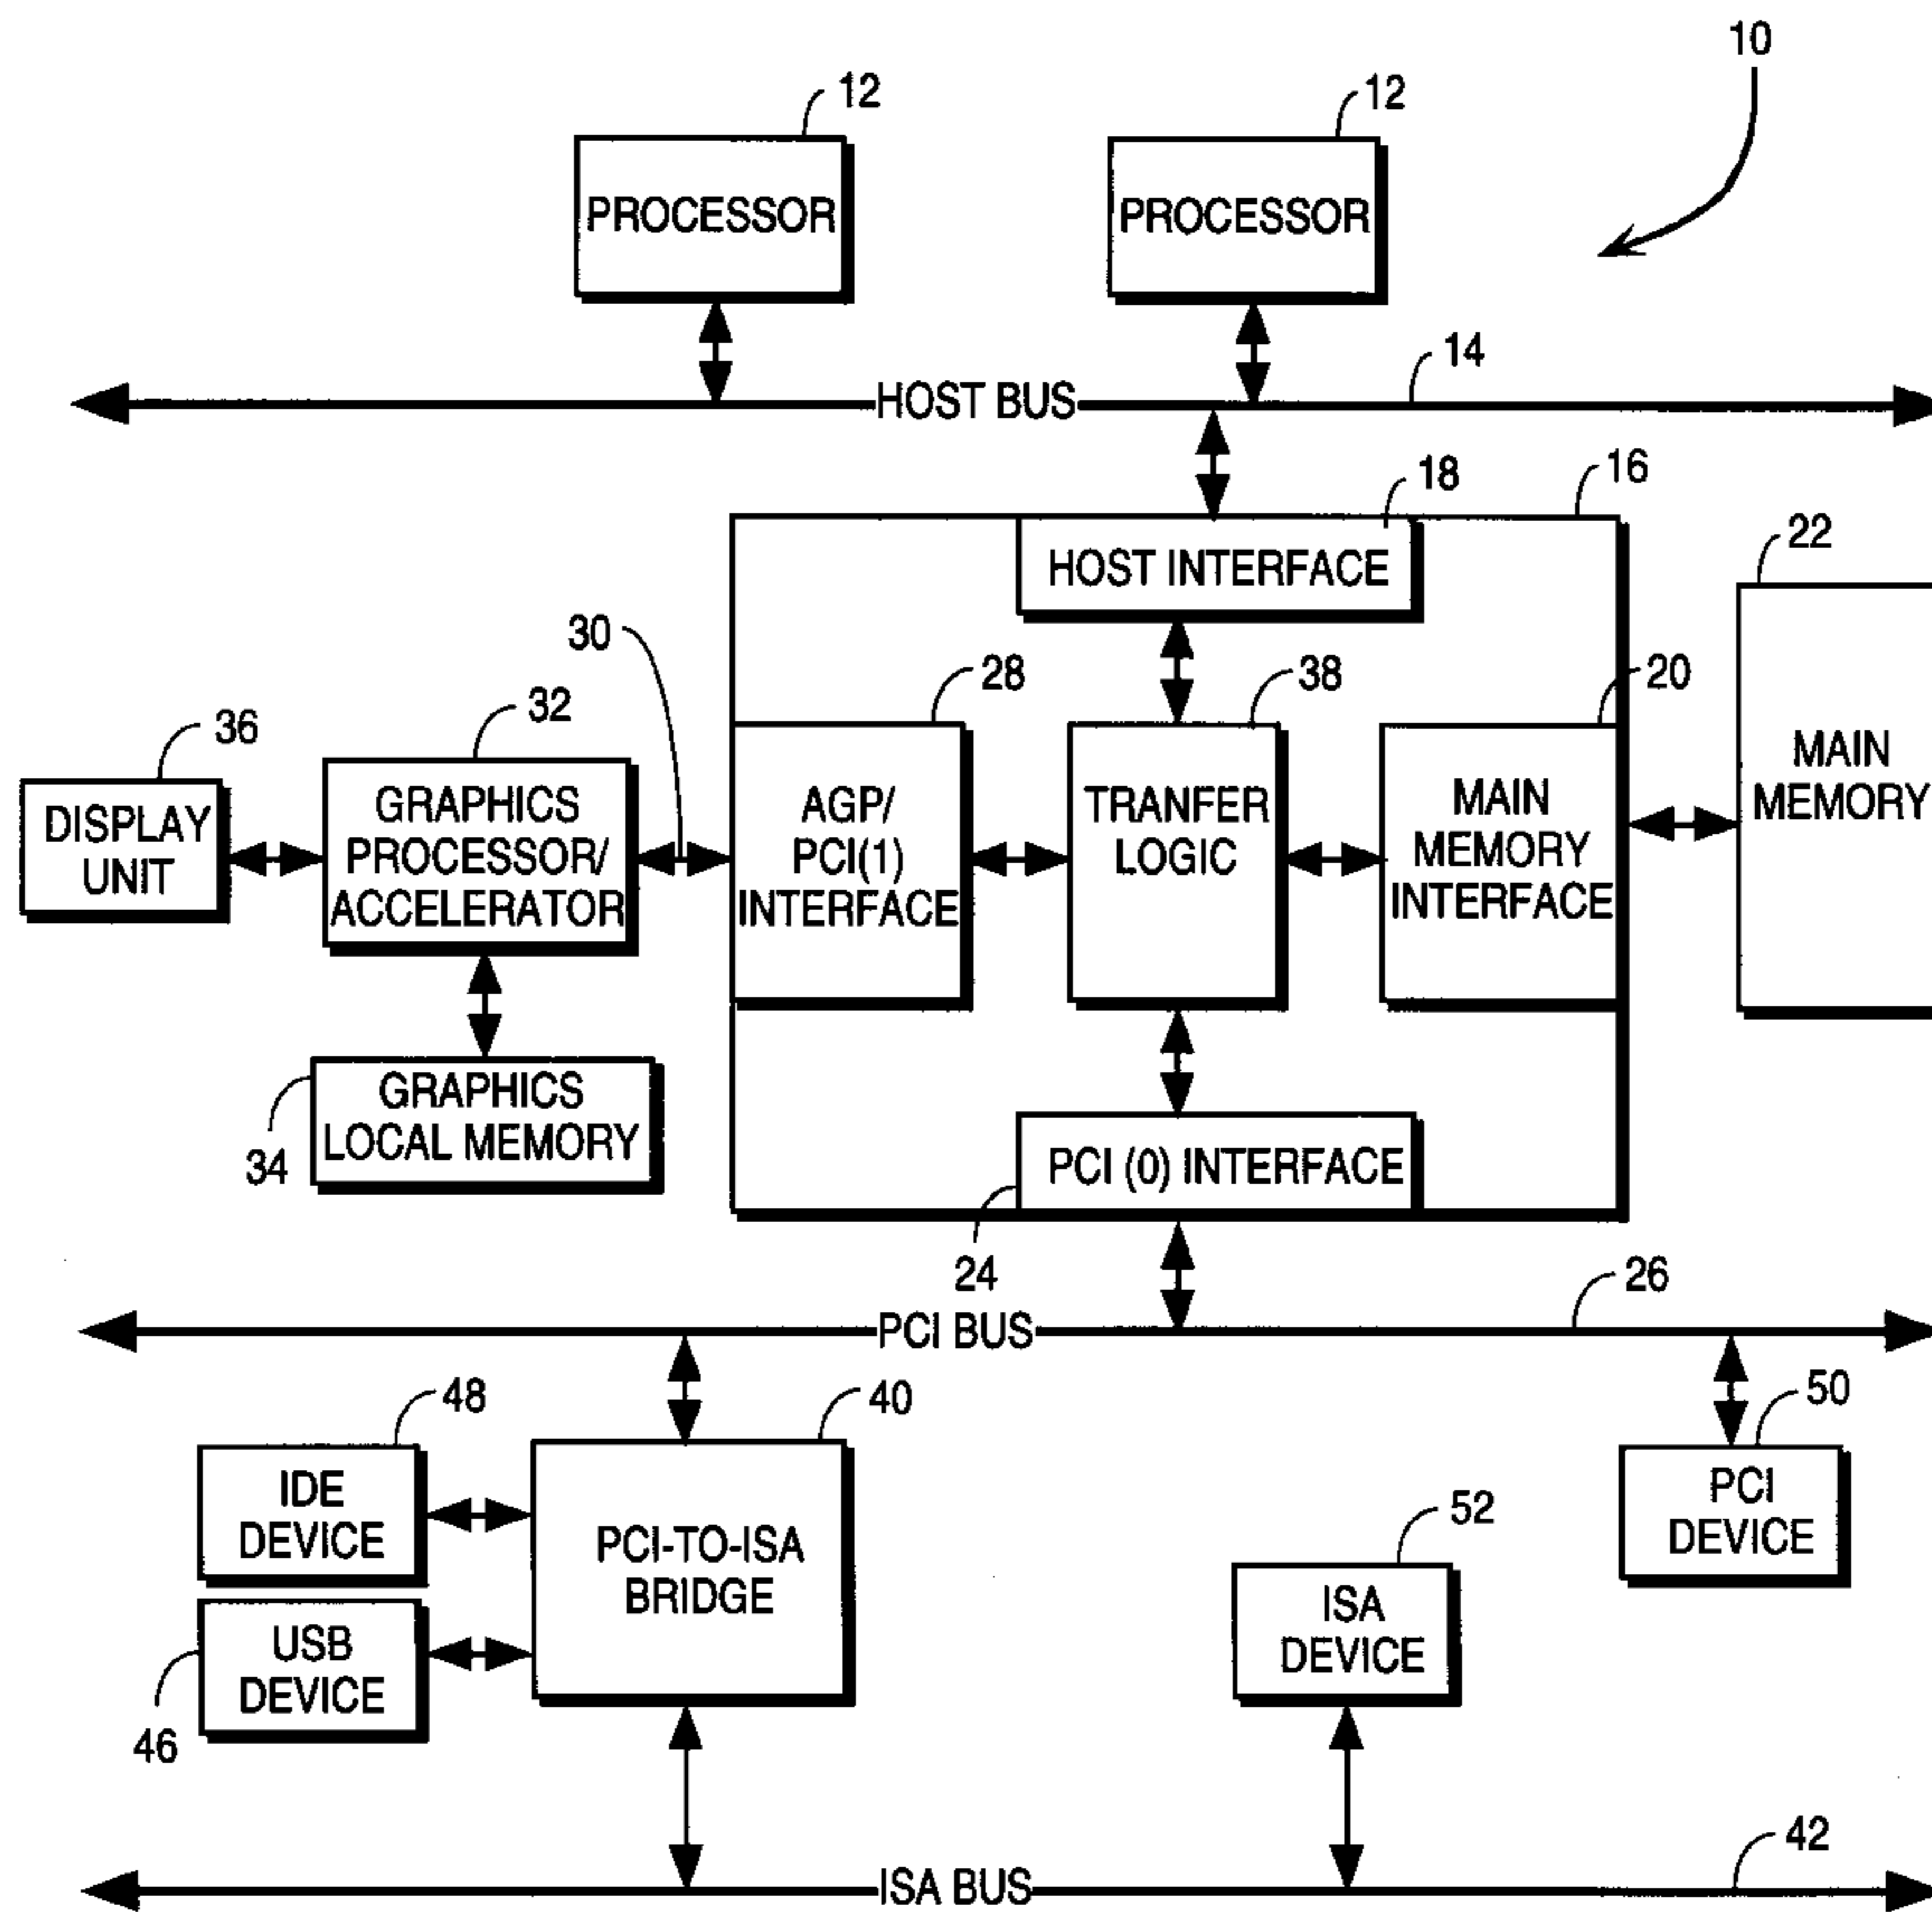 10
12
12
PROCESSOR
PROCESSOR
14
HOST BUS
16
18
22
HOST INTERFACE
30
28
38
20
32
36
MAIN
MEMORY
GRAPHICS
PROCESSOR/
ACCELERATOR
AGP/
PCI(1)
INTERFACE
TRANFER
LOGIC
MAIN
MEMORY
INTERFACE
DISPLAY
UNIT
GRAPHICS
LOCAL MEMORY
34
PCI (0) INTERFACE
24
26
PCI BUS
48
40
50
IDE
DEVICE
PCI-TO-ISA
BRIDGE
52
PCI
DEVICE
USB
DEVICE
ISA
DEVICE
46
42
ISA BUS